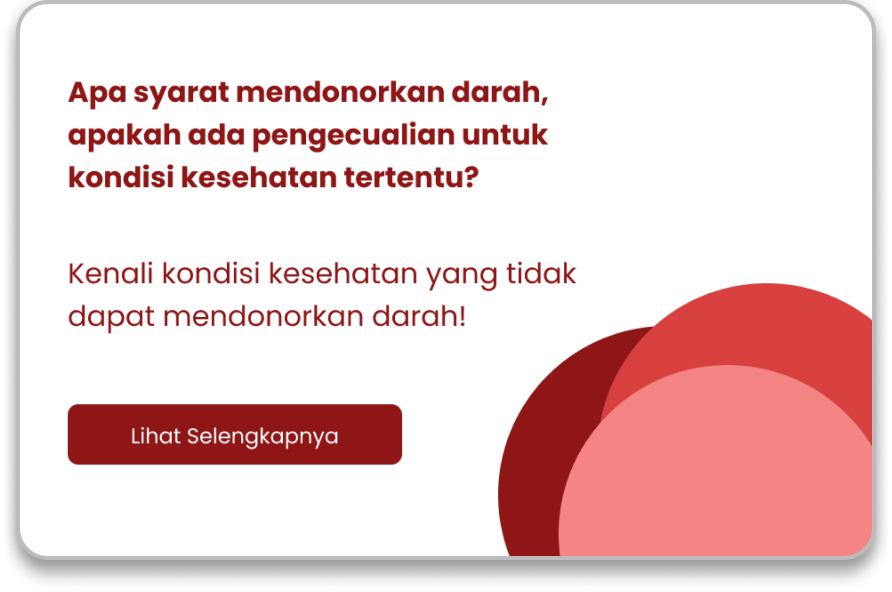 Apa syarat mendonorkan darah,
apakah ada pengecualian untuk
kondisi kesehatan tertentu?
Kenali kondisi kesehatan yang tidak
dapat mendonorkan darah!
Lihat Selengkapnya